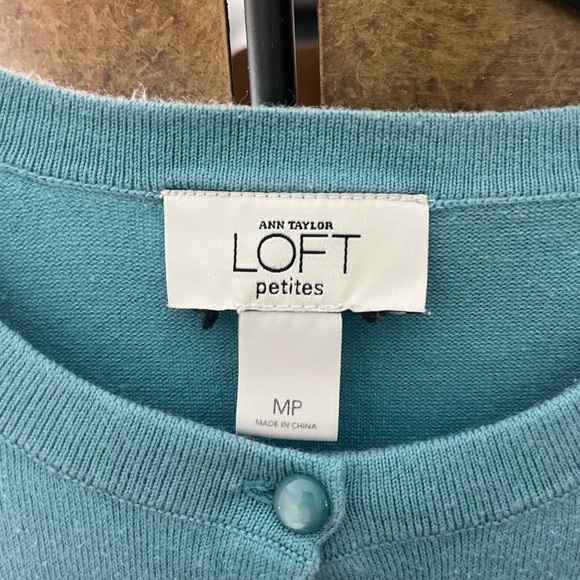 ANN TAYLOR
LOFT
petites
MP
MADE IN CHINA